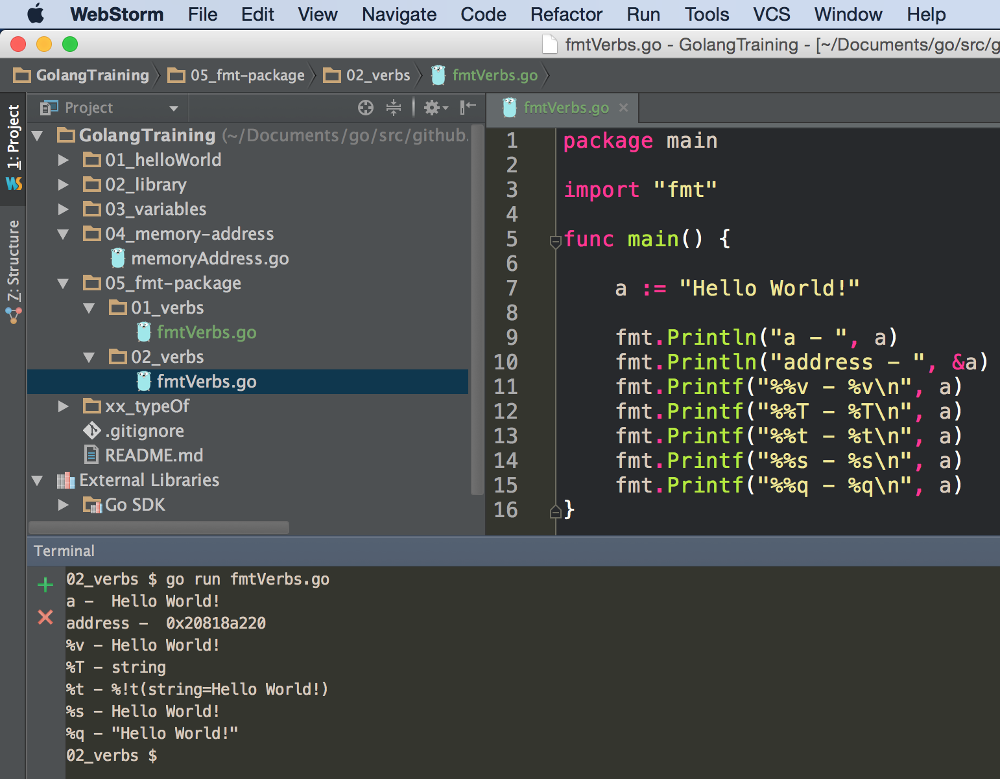 WebStorm File Edit View Navigate Code Refactor Run Tools VCS Window Help
fmtVerbs.go - GolangTraining - [~/Documents/go/src/g
GolangTraining 05_fmt-package 02_verbs fmtVerbs.go
1: Project
7: Structure
Project
GolangTraining (~/Documents/go/src/github.
01_helloWorld
02_library
03_variables
04_memory-address
memoryAddress.go
05_fmt-package
01_verbs
fmtVerbs.go
02_verbs
fmtVerbs.go
xx_typeOf
.gitignore
README.md
External Libraries
Go SDK
fmtVerbs.go
1 package main
2
3 import "fmt"
4
5 func main() {
6
7 a := "Hello World!"
8
9 fmt.Println("a - ", a)
10 fmt.Println("address - ", &a)
11 fmt.Printf("%%v - %v\n", a)
12 fmt.Printf("%%T - %T\n", a)
13 fmt.Printf("%%t - %t\n", a)
14 fmt.Printf("%%s - %s\n", a)
15 fmt.Printf("%%q - %q\n", a)
16 }
Terminal
02_verbs $ go run fmtVerbs.go
a -  Hello World!
address -  0x20818a220
%v - Hello World!
%T - string
%t - %!t(string=Hello World!)
%s - Hello World!
%q - "Hello World!"
02_verbs $